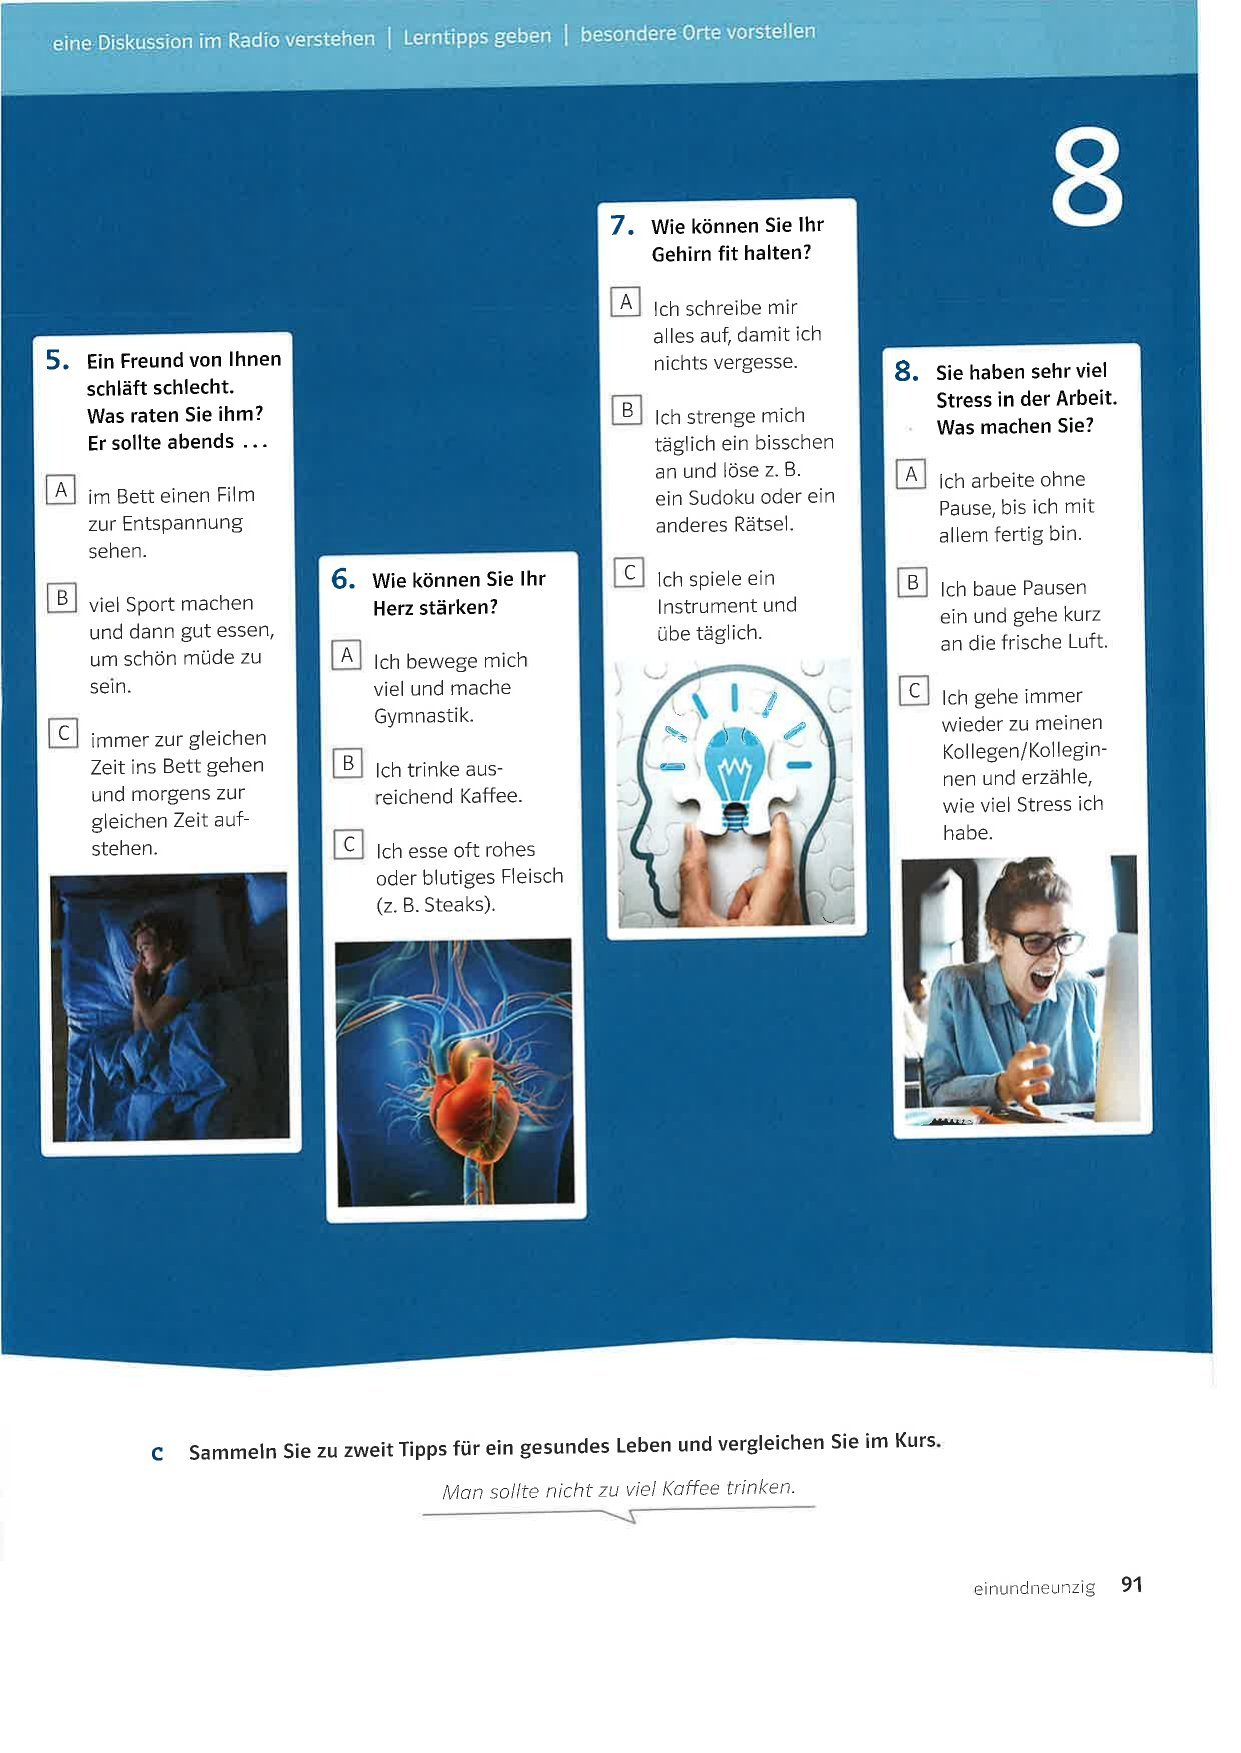 eine Diskussion im Radio verstehen | Lerntipps geben | besondere Orte vorstellen
8
5. Ein Freund von Ihnen
schläft schlecht.
Was raten Sie ihm?
Er sollte abends ...
A im Bett einen Film
zur Entspannung
sehen.
B viel Sport machen
und dann gut essen,
um schön müde zu
sein.
C immer zur gleichen
Zeit ins Bett gehen
und morgens zur
gleichen Zeit auf-
stehen.
6. Wie können Sie Ihr
Herz stärken?
A Ich bewege mich
viel und mache
Gymnastik.
B Ich trinke aus-
reichend Kaffee.
C Ich esse oft rohes
oder blutiges Fleisch
(z. B. Steaks).
7. Wie können Sie Ihr
Gehirn fit halten?
A Ich schreibe mir
alles auf, damit ich
nichts vergesse.
B Ich strenge mich
täglich ein bisschen
an und löse z. B.
ein Sudoku oder ein
anderes Rätsel.
C Ich spiele ein
Instrument und
übe täglich.
8. Sie haben sehr viel
Stress in der Arbeit.
Was machen Sie?
A Ich arbeite ohne
Pause, bis ich mit
allem fertig bin.
B Ich baue Pausen
ein und gehe kurz
an die frische Luft.
C Ich gehe immer
wieder zu meinen
Kollegen/Kollegin-
nen und erzähle,
wie viel Stress ich
habe.
c Sammeln Sie zu zweit Tipps für ein gesundes Leben und vergleichen Sie im Kurs.
Man sollte nicht zu viel Kaffee trinken.
einundneunzig 91